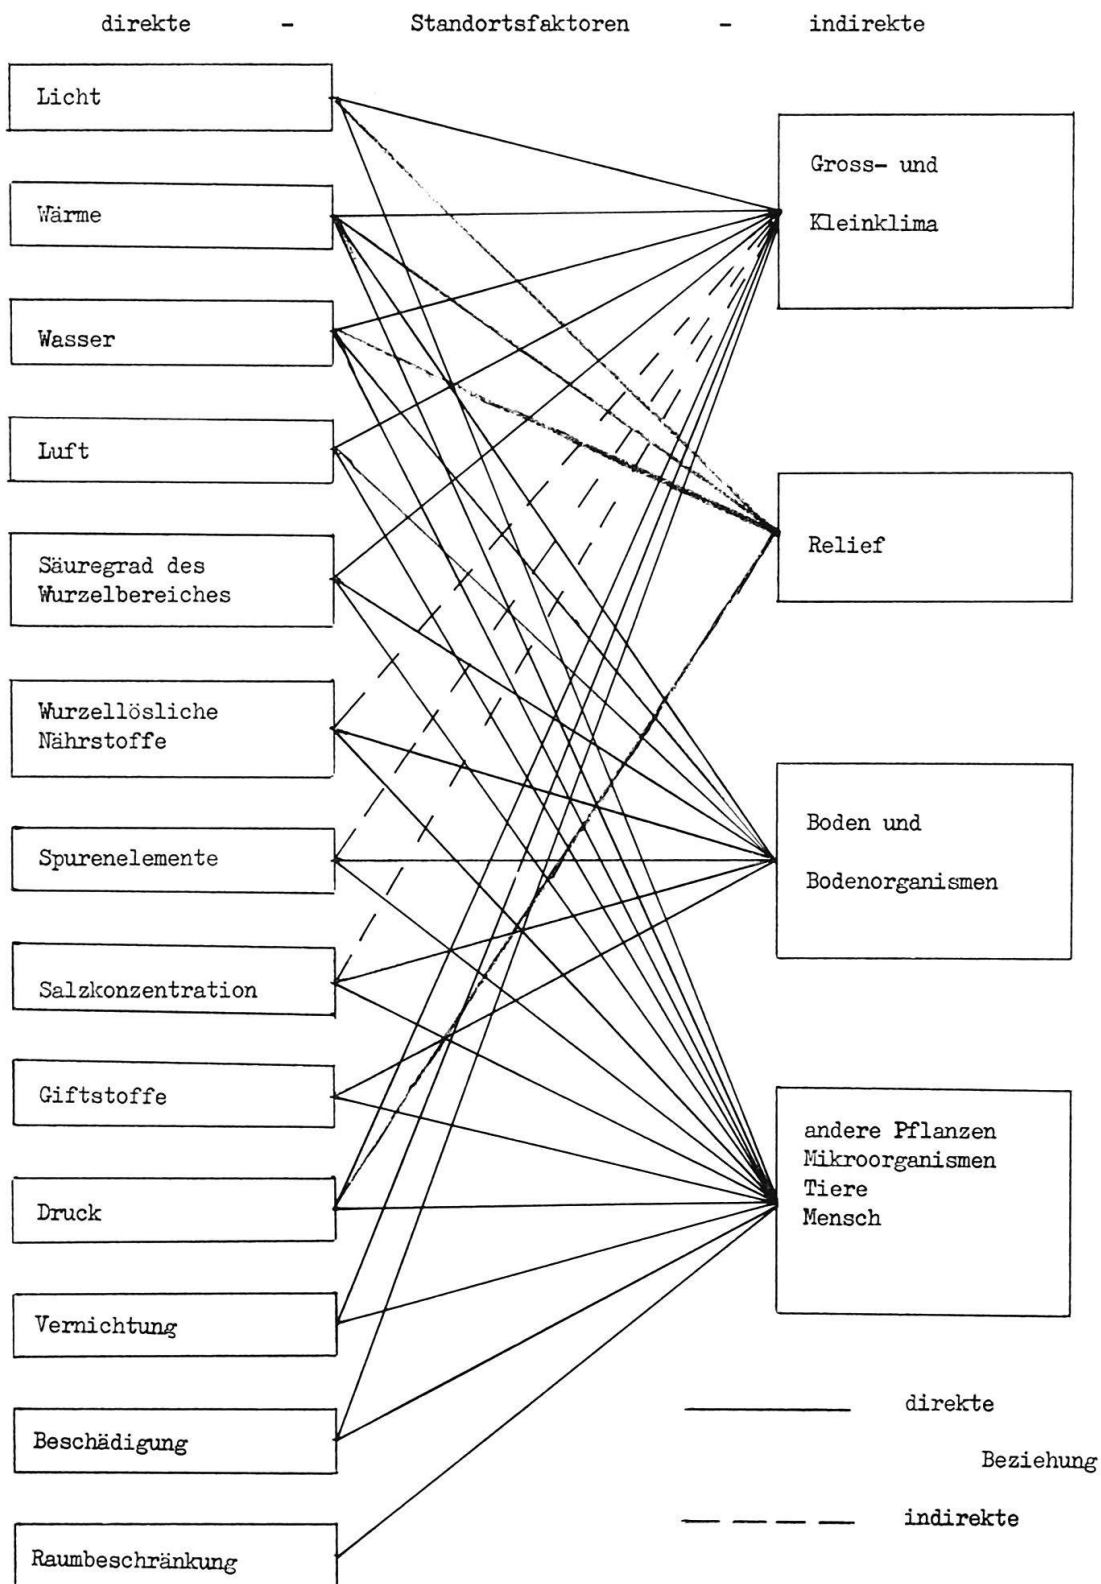 direkte - Standortsfaktoren - indirekte
Licht
Wärme
Wasser
Luft
Säuregrad des
Wurzelbereiches
Wurzellösliche
Nährstoffe
Spurenelemente
Salzkonzentration
Giftstoffe
Druck
Vernichtung
Beschädigung
Raumbeschränkung
Gross- und
Kleinklima
Relief
Boden und
Bodenorganismen
andere Pflanzen
Mikroorganismen
Tiere
Mensch
direkte
Beziehung
indirekte